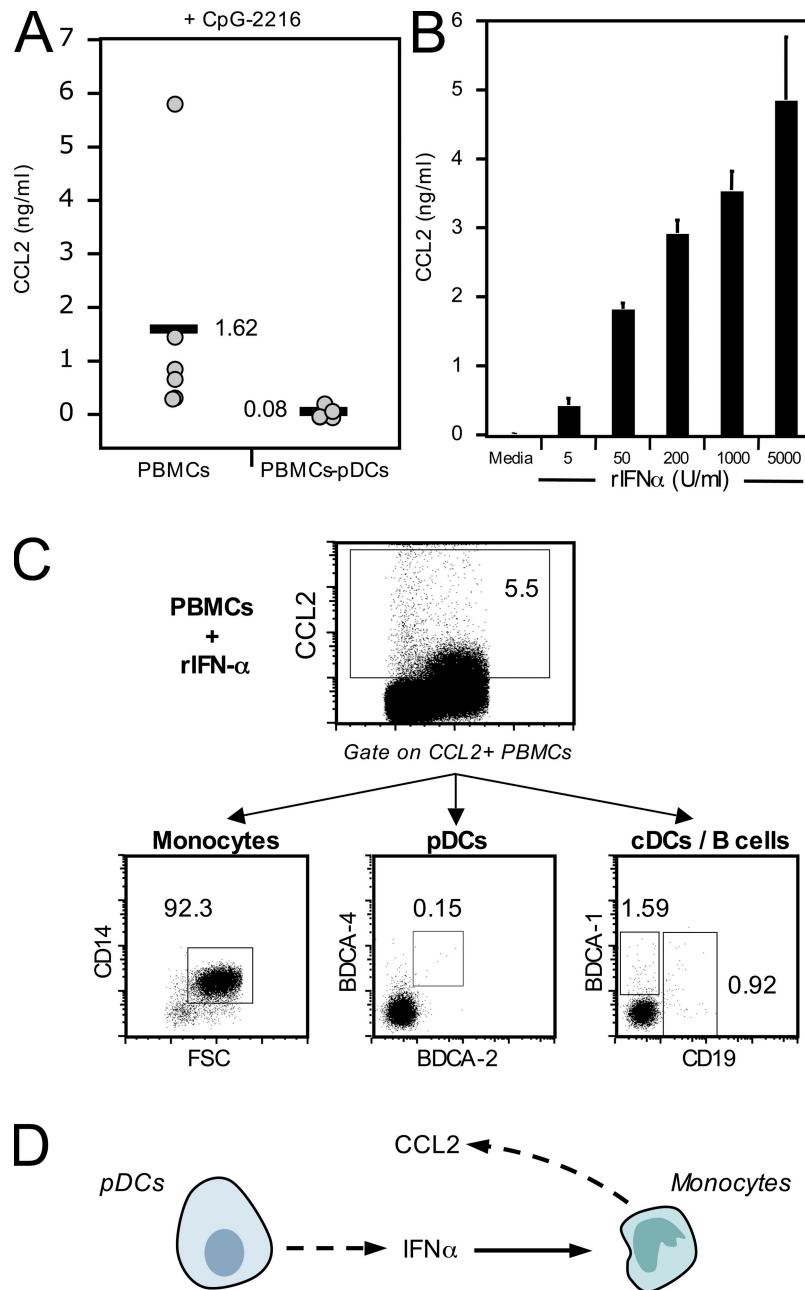 A
+ CpG-2216
7
6
5
4
3
2
1
0
CCL2 (ng/ml)
1.62
0.08
PBMCs
PBMCs-pDCs
B
6
5
4
3
2
1
0
CCL2 (ng/ml)
Media 5 50 200 1000 5000
rIFNα (U/ml)
C
PBMCs
+
rIFN-α
CCL2
5.5
Gate on CCL2+ PBMCs
Monocytes
92.3
CD14
FSC
pDCs
0.15
BDCA-4
BDCA-2
cDCs / B cells
1.59
0.92
BDCA-1
CD19
D
CCL2
pDCs
Monocytes
IFNα